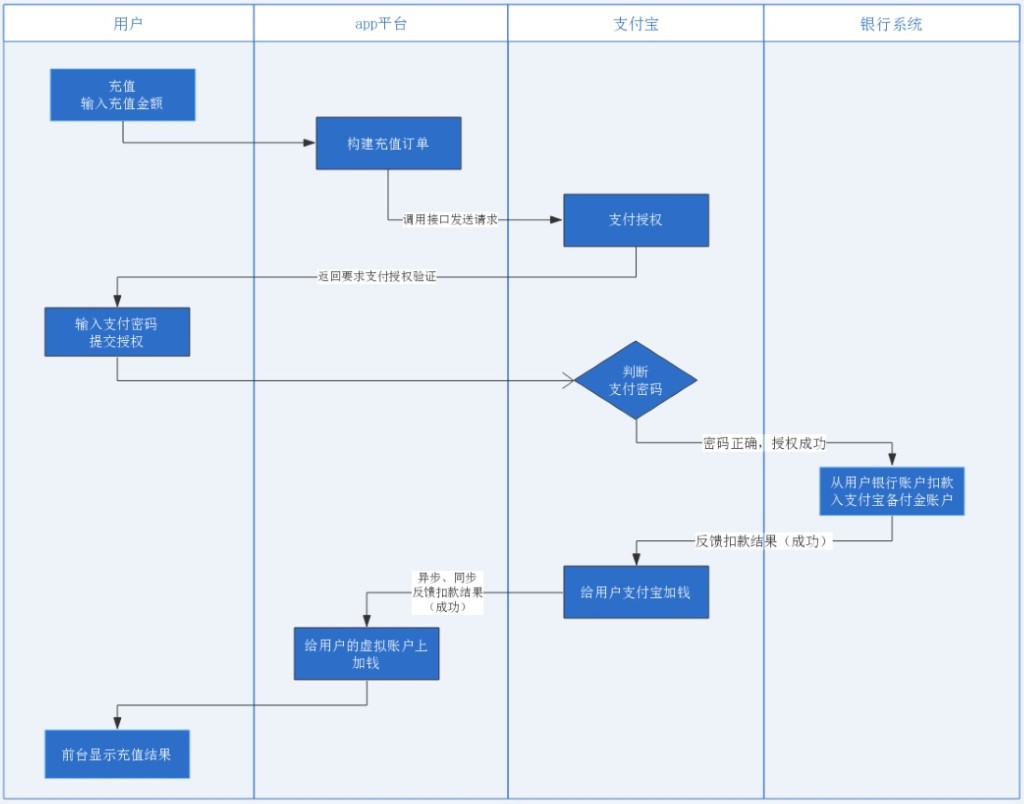 用户
app平台
支付宝
银行系统
充值
输入充值金额
构建充值订单
调用接口发送请求
支付授权
返回要求支付授权验证
输入支付密码
提交授权
判断
支付密码
密码正确，授权成功
从用户银行账户扣款
入支付宝备付金账户
反馈扣款结果（成功）
异步、同步
反馈扣款结果
（成功）
给用户支付宝加钱
给用户的虚拟账户上
加钱
前台显示充值结果